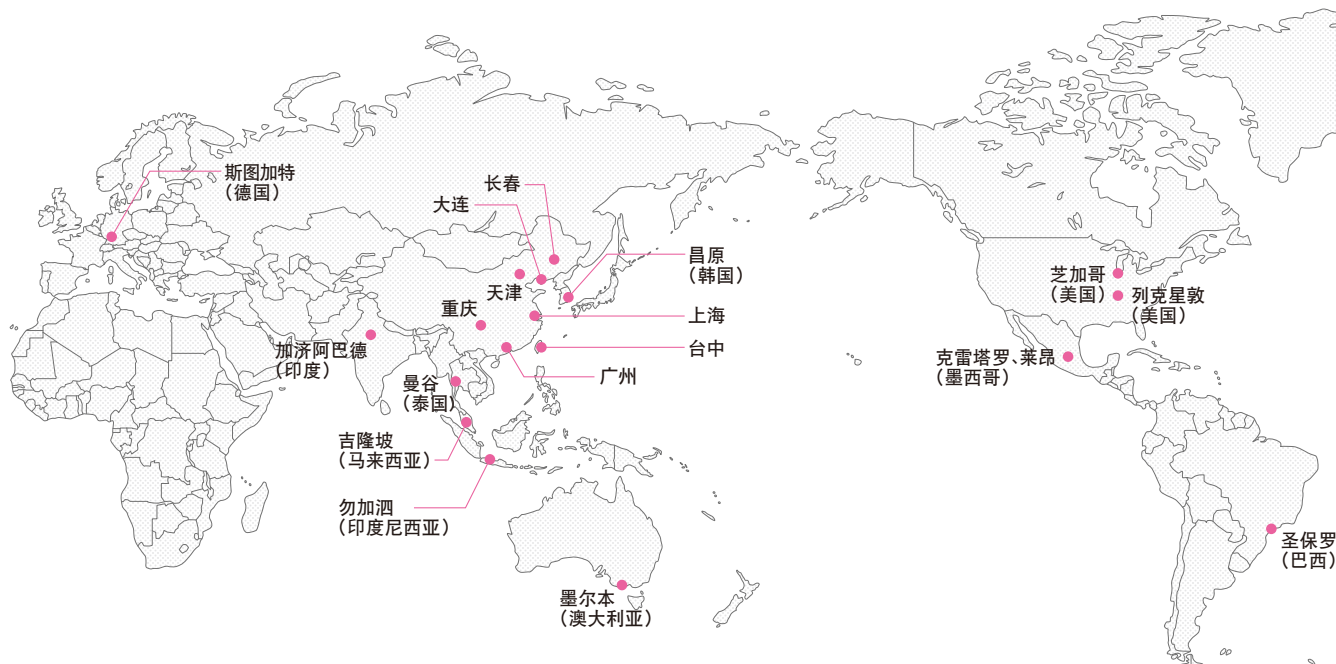 斯图加特
（德国）
长春
大连
昌原
（韩国）
天津
重庆
上海
台中
广州
加济阿巴德
（印度）
曼谷
（泰国）
吉隆坡
（马来西亚）
勿加泗
（印度尼西亚）
墨尔本
（澳大利亚）
芝加哥
（美国）
列克星敦
（美国）
克雷塔罗、莱昂
（墨西哥）
圣保罗
（巴西）